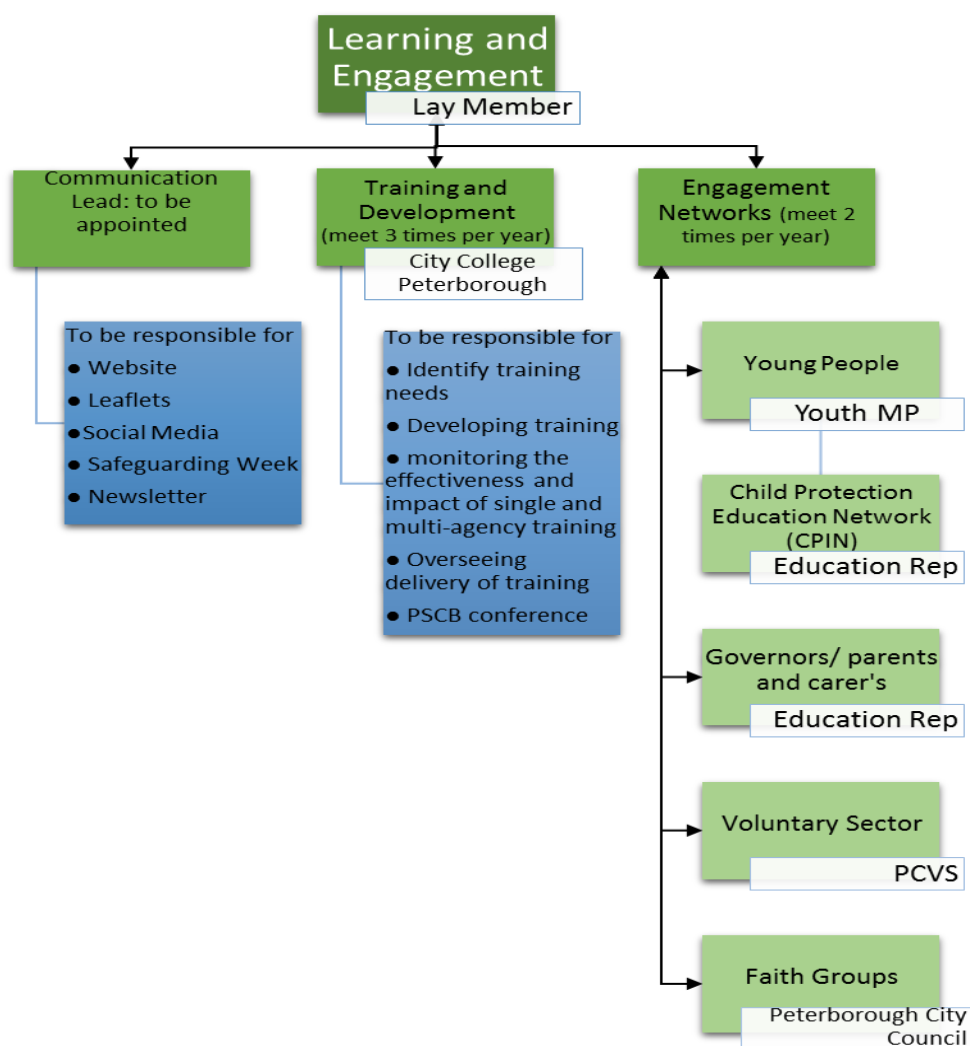 Learning and
Engagement
Lay Member
Communication
Lead: to be
appointed
To be responsible for
● Website
● Leaflets
●Social Media
● Safeguarding Week
● Newsletter
Training and
Development
(meet 3 times per year)
City College
Peterborough
To be responsible for
● Identify training
needs
● Developing training
● monitoring the
effectiveness and
impact of single and
multi-agency training
● Overseeing
delivery of training
● PSCB conference
Engagement
Networks (meet 2
times per year)
Young People
Youth MP
Child Protection
Education Network
(CPIN)
Education Rep
Governors/ parents
and carer's
Education Rep
Voluntary Sector
PCVS
Faith Groups
Peterborough City
Council